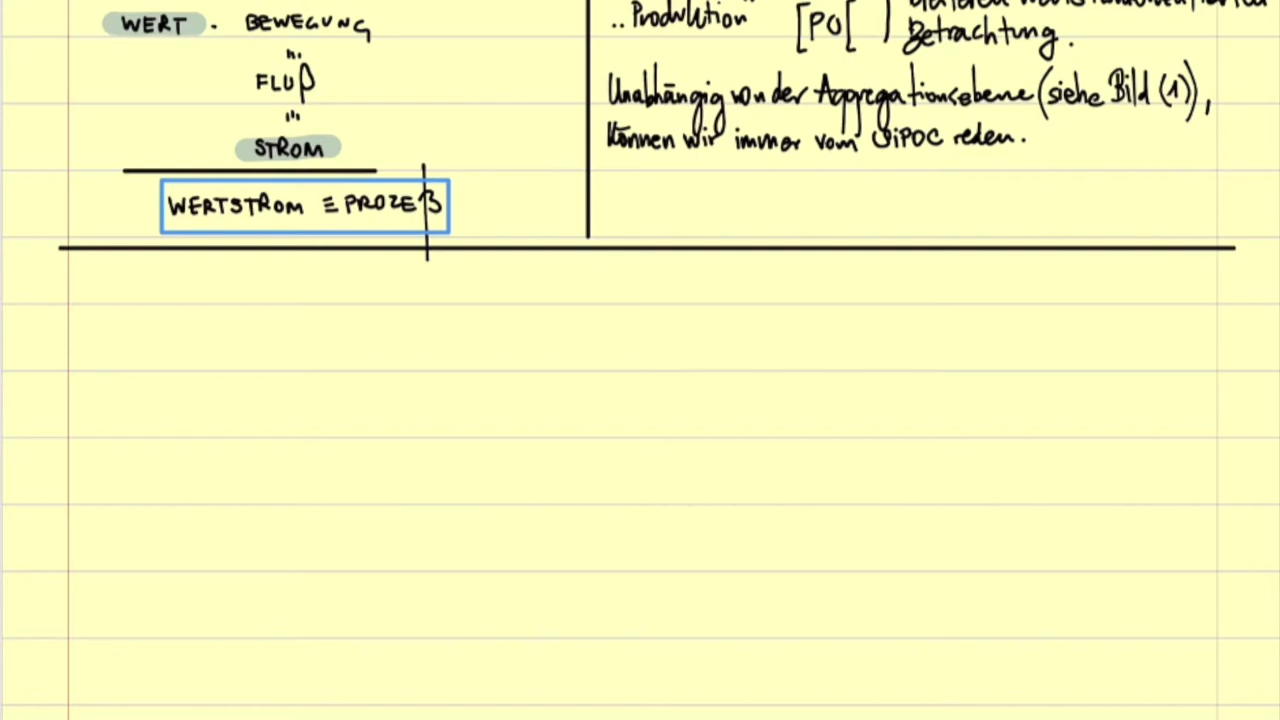 WERT . BEWEGUNG
"
FLUß
"
STROM
WERTSTROM ≡ PROZEß
"Produktion" [PO[ )
Betrachtung.
Unabhängig von der Aggregationsebene (siehe Bild (1)),
können wir immer vom SiPOC reden.